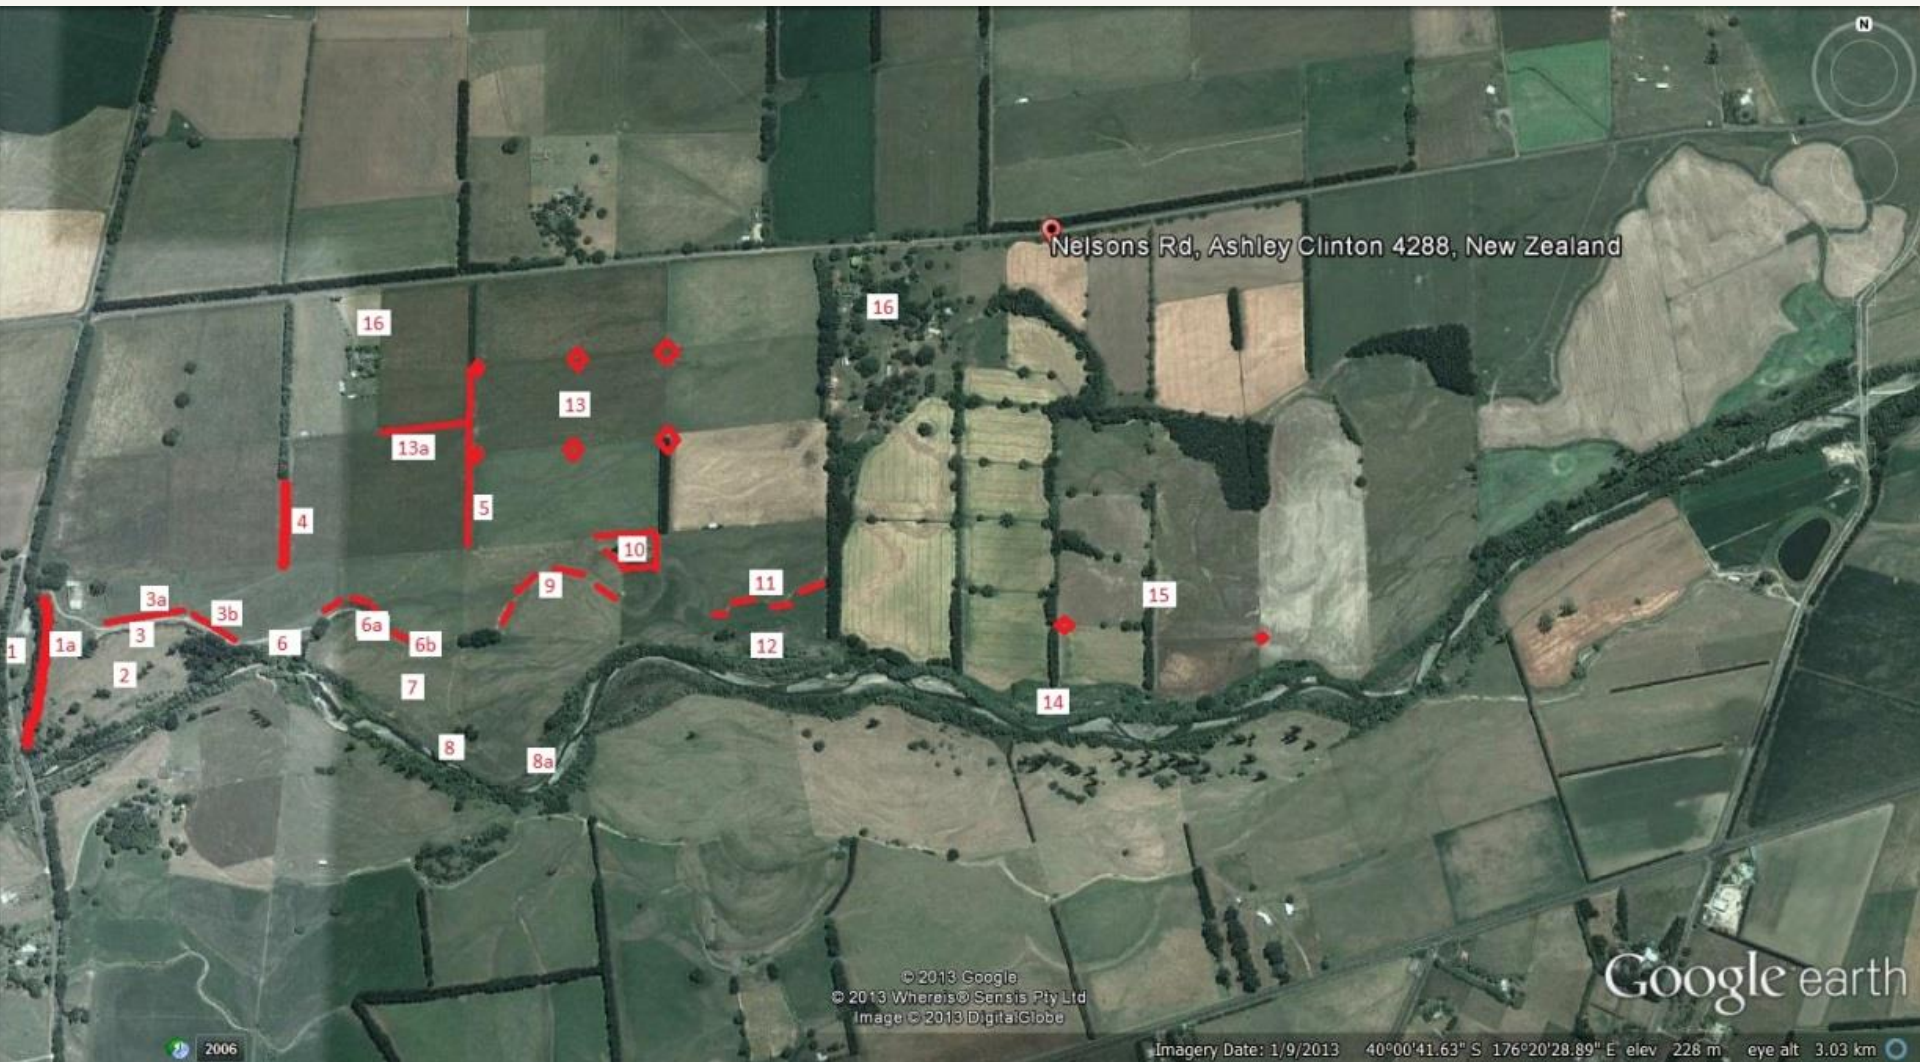 N
Nelsons Rd, Ashley Clinton 4288, New Zealand
16
16
13
13a
5
4
10
9
11
3a
3b
15
1
1a
3
6
6a
6b
12
2
7
14
8
8a
© 2013 Google
© 2013 Whereis® Sensis Pty Ltd
Image © 2013 DigitalGlobe
Google earth
2006
Imagery Date: 1/9/2013 40°00'41.63" S 176°20'28.89" E elev 228 m eye alt 3.03 km